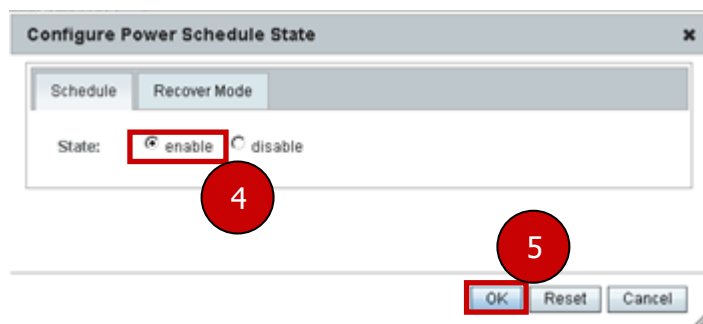 Configure Power Schedule State ×
Schedule Recover Mode
State: enable disable
4
5
OK Reset Cancel